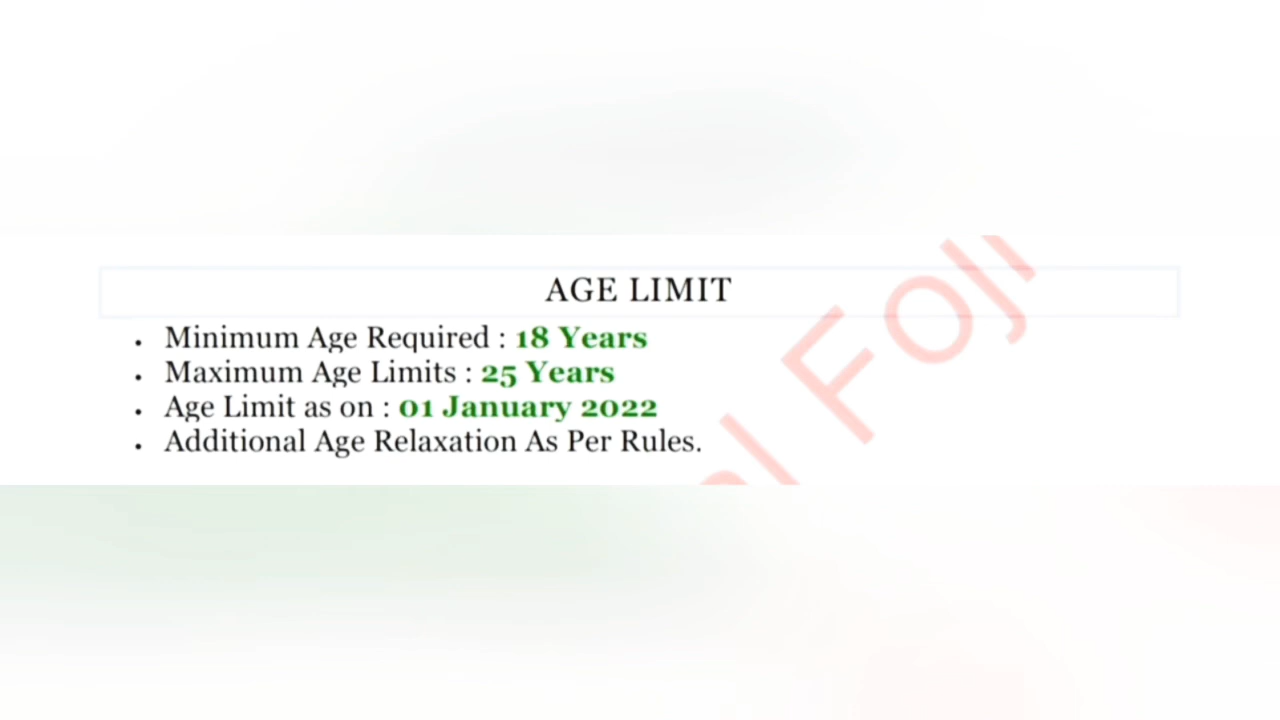 AGE LIMIT
• Minimum Age Required : 18 Years
• Maximum Age Limits : 25 Years
• Age Limit as on : 01 January 2022
• Additional Age Relaxation As Per Rules.
Foji